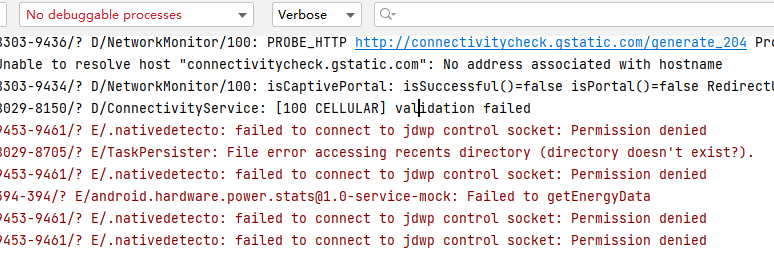 No debuggable processes Verbose
8303-9436/? D/NetworkMonitor/100: PROBE_HTTP http://connectivitycheck.gstatic.com/generate_204 Pro
Unable to resolve host "connectivitycheck.gstatic.com": No address associated with hostname
8303-9434/? D/NetworkMonitor/100: isCaptivePortal: isSuccessful()=false isPortal()=false RedirectU
8029-8150/? D/ConnectivityService: [100 CELLULAR] validation failed
9453-9461/? E/.nativedetecto: failed to connect to jdwp control socket: Permission denied
8029-8705/? E/TaskPersister: File error accessing recents directory (directory doesn't exist?).
9453-9461/? E/.nativedetecto: failed to connect to jdwp control socket: Permission denied
394-394/? E/android.hardware.power.stats@1.0-service-mock: Failed to getEnergyData
9453-9461/? E/.nativedetecto: failed to connect to jdwp control socket: Permission denied
9453-9461/? E/.nativedetecto: failed to connect to jdwp control socket: Permission denied